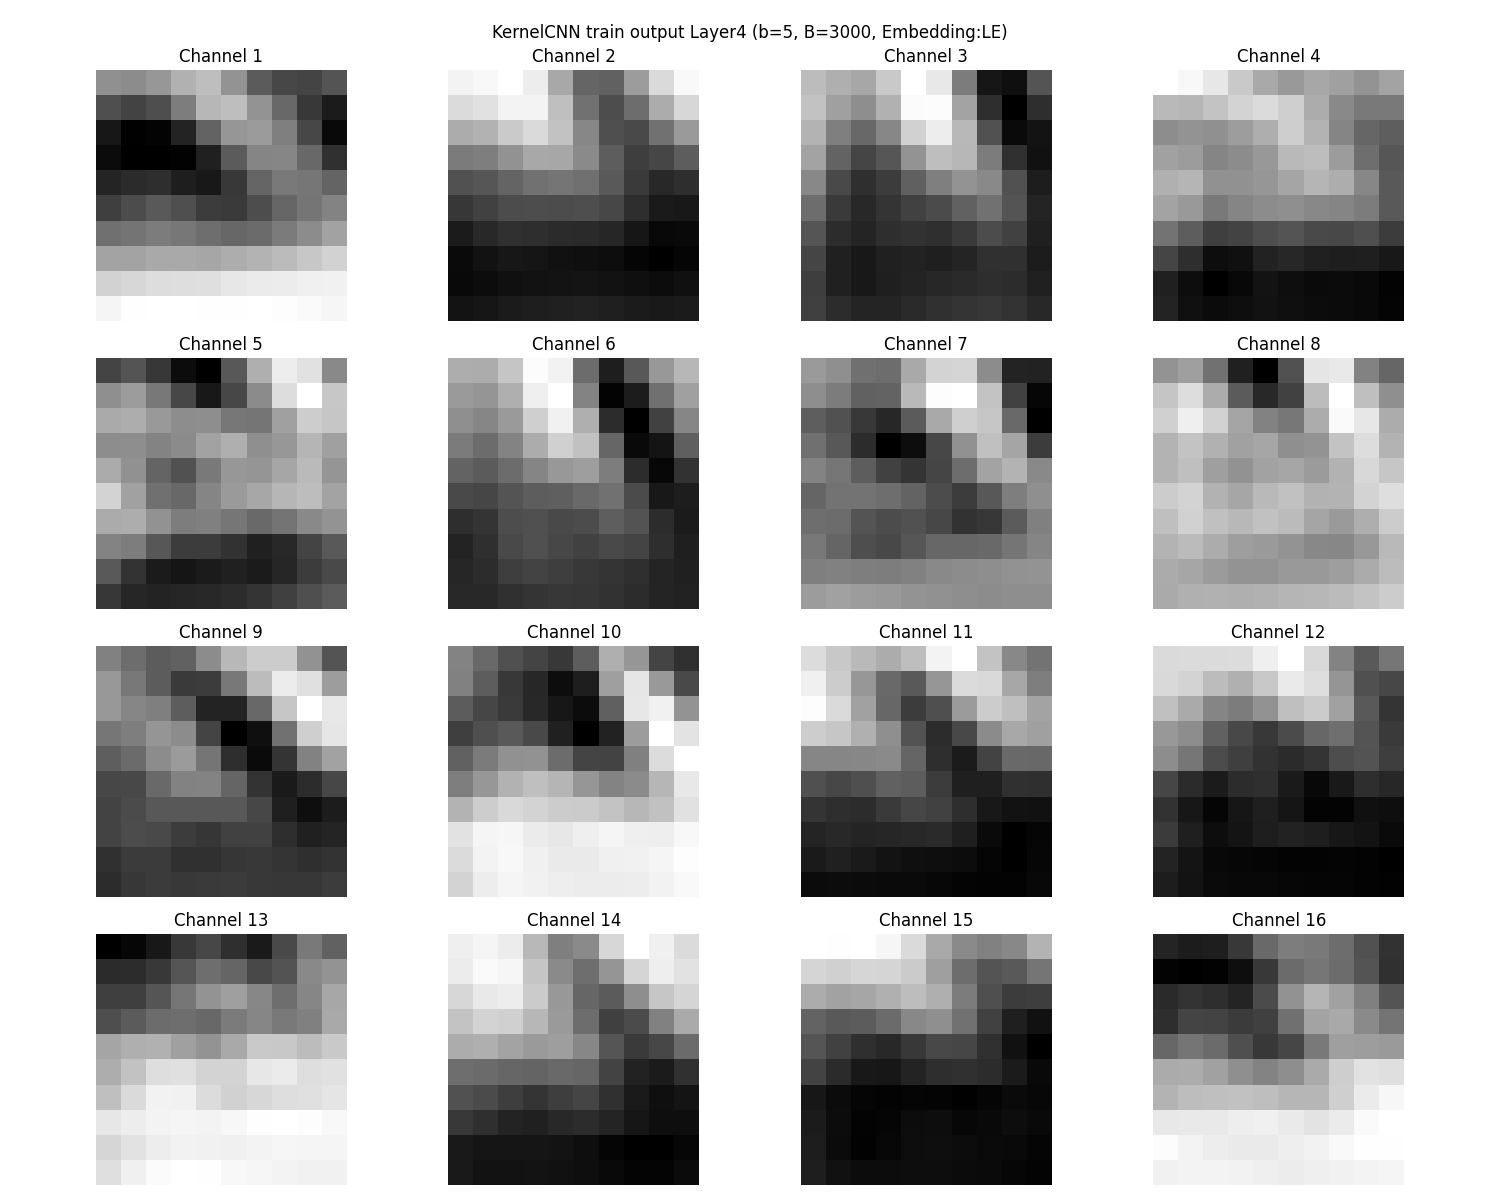 KernelCNN train output Layer4 (b=5, B=3000, Embedding:LE)
Channel 1
Channel 2
Channel 3
Channel 4
Channel 5
Channel 6
Channel 7
Channel 8
Channel 9
Channel 10
Channel 11
Channel 12
Channel 13
Channel 14
Channel 15
Channel 16